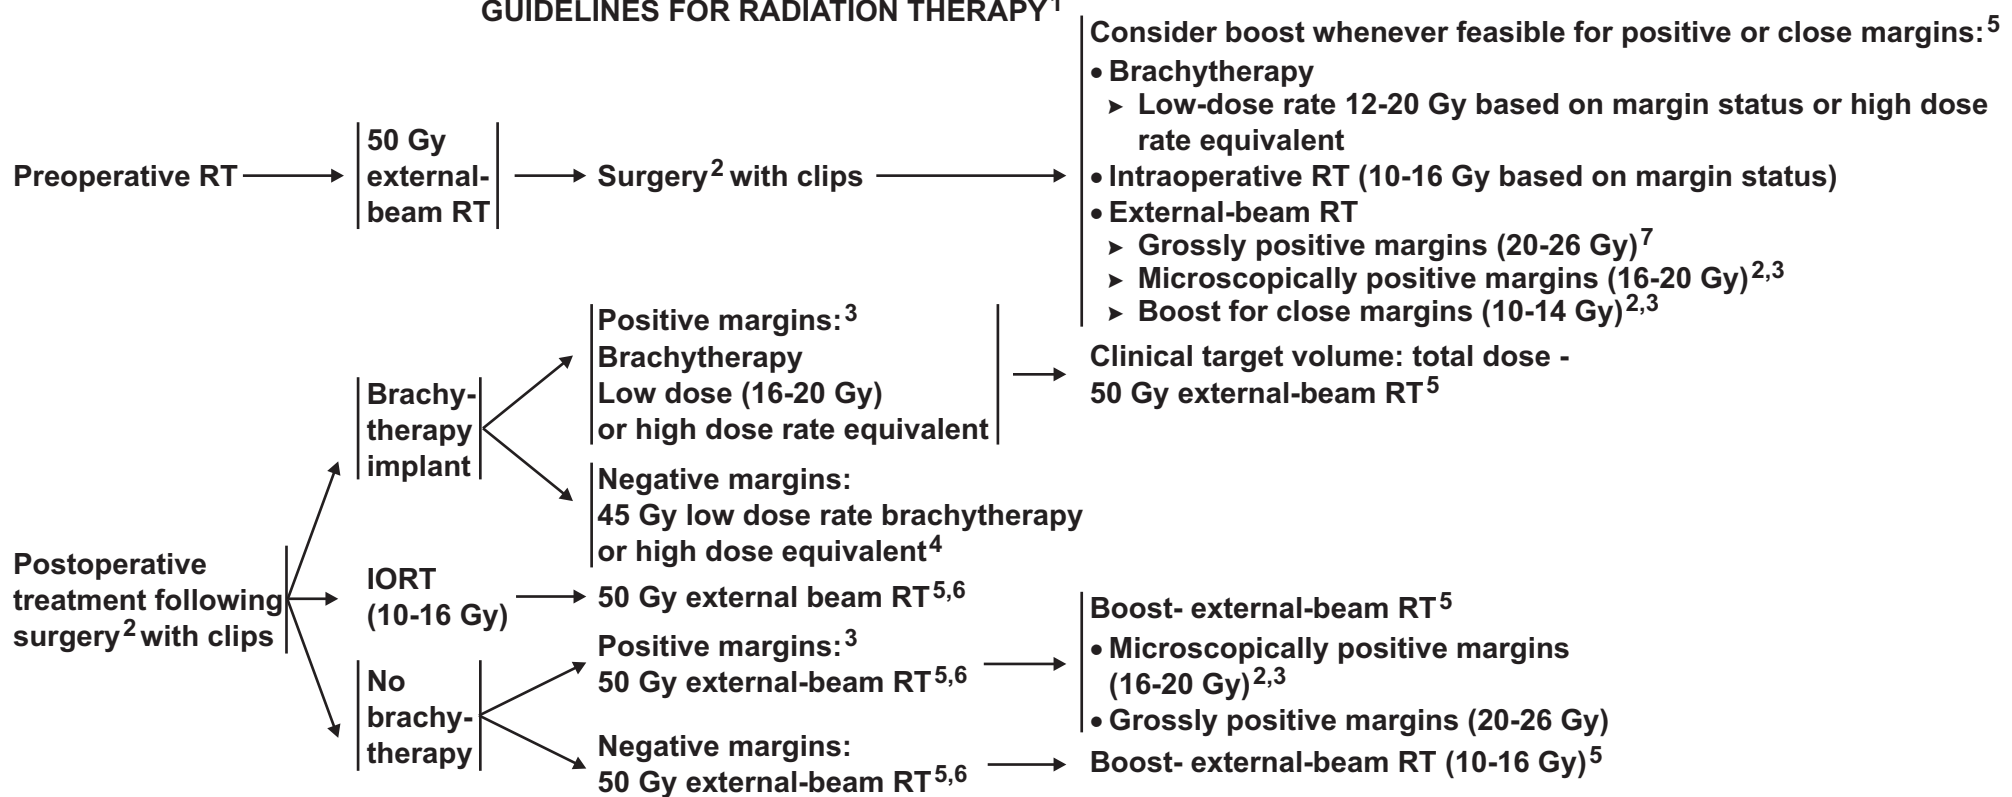 GUIDELINES FOR RADIATION THERAPY1
Preoperative RT
50 Gy
external-
beam RT
Surgery2 with clips
Consider boost whenever feasible for positive or close margins:5
• Brachytherapy
➤ Low-dose rate 12-20 Gy based on margin status or high dose
rate equivalent
• Intraoperative RT (10-16 Gy based on margin status)
• External-beam RT
➤ Grossly positive margins (20-26 Gy)7
➤ Microscopically positive margins (16-20 Gy)2,3
➤ Boost for close margins (10-14 Gy)2,3
Postoperative
treatment following
surgery2 with clips
Brachy-
therapy
implant
Positive margins:3
Brachytherapy
Low dose (16-20 Gy)
or high dose rate equivalent
Clinical target volume: total dose -
50 Gy external-beam RT5
Negative margins:
45 Gy low dose rate brachytherapy
or high dose equivalent4
IORT
(10-16 Gy)
50 Gy external beam RT5,6
No
brachy-
therapy
Positive margins:3
50 Gy external-beam RT5,6
Boost- external-beam RT5
• Microscopically positive margins
(16-20 Gy)2,3
• Grossly positive margins (20-26 Gy)
Negative margins:
50 Gy external-beam RT5,6
Boost- external-beam RT (10-16 Gy)5